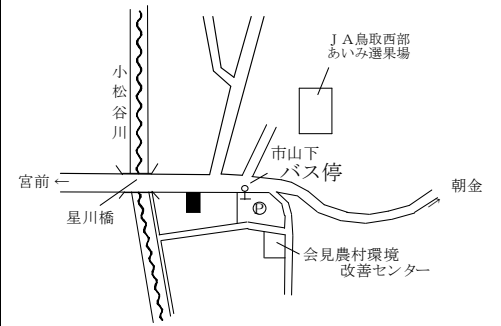 ＪＡ鳥取西部
あいみ選果場
小松谷川
市山下
バス停
宮前 ←
朝金
星川橋
Ⓟ
会見農村環境
改善センター